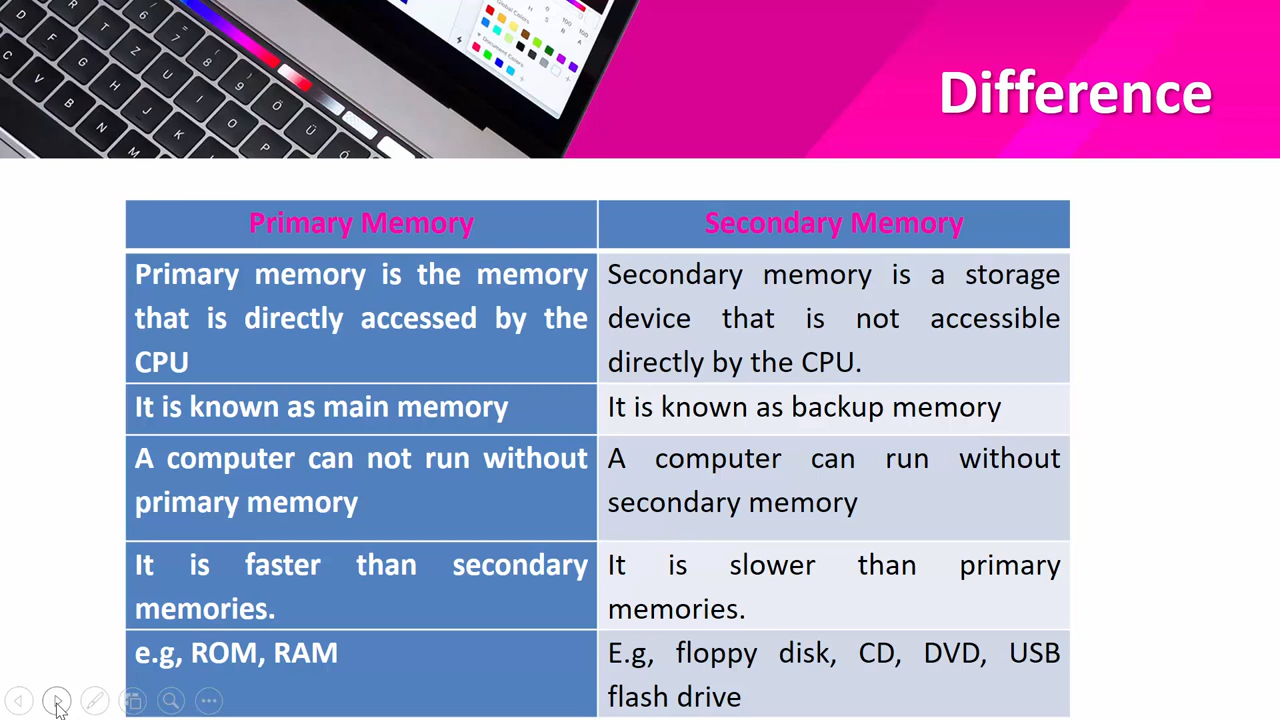 Difference
Primary Memory
Secondary Memory
Primary memory is the memory
that is directly accessed by the
CPU
Secondary memory is a storage
device that is not accessible
directly by the CPU.
It is known as main memory
It is known as backup memory
A computer can not run without
primary memory
A computer can run without
secondary memory
It is faster than secondary
memories.
It is slower than primary
memories.
e.g, ROM, RAM
E.g, floppy disk, CD, DVD, USB
flash drive